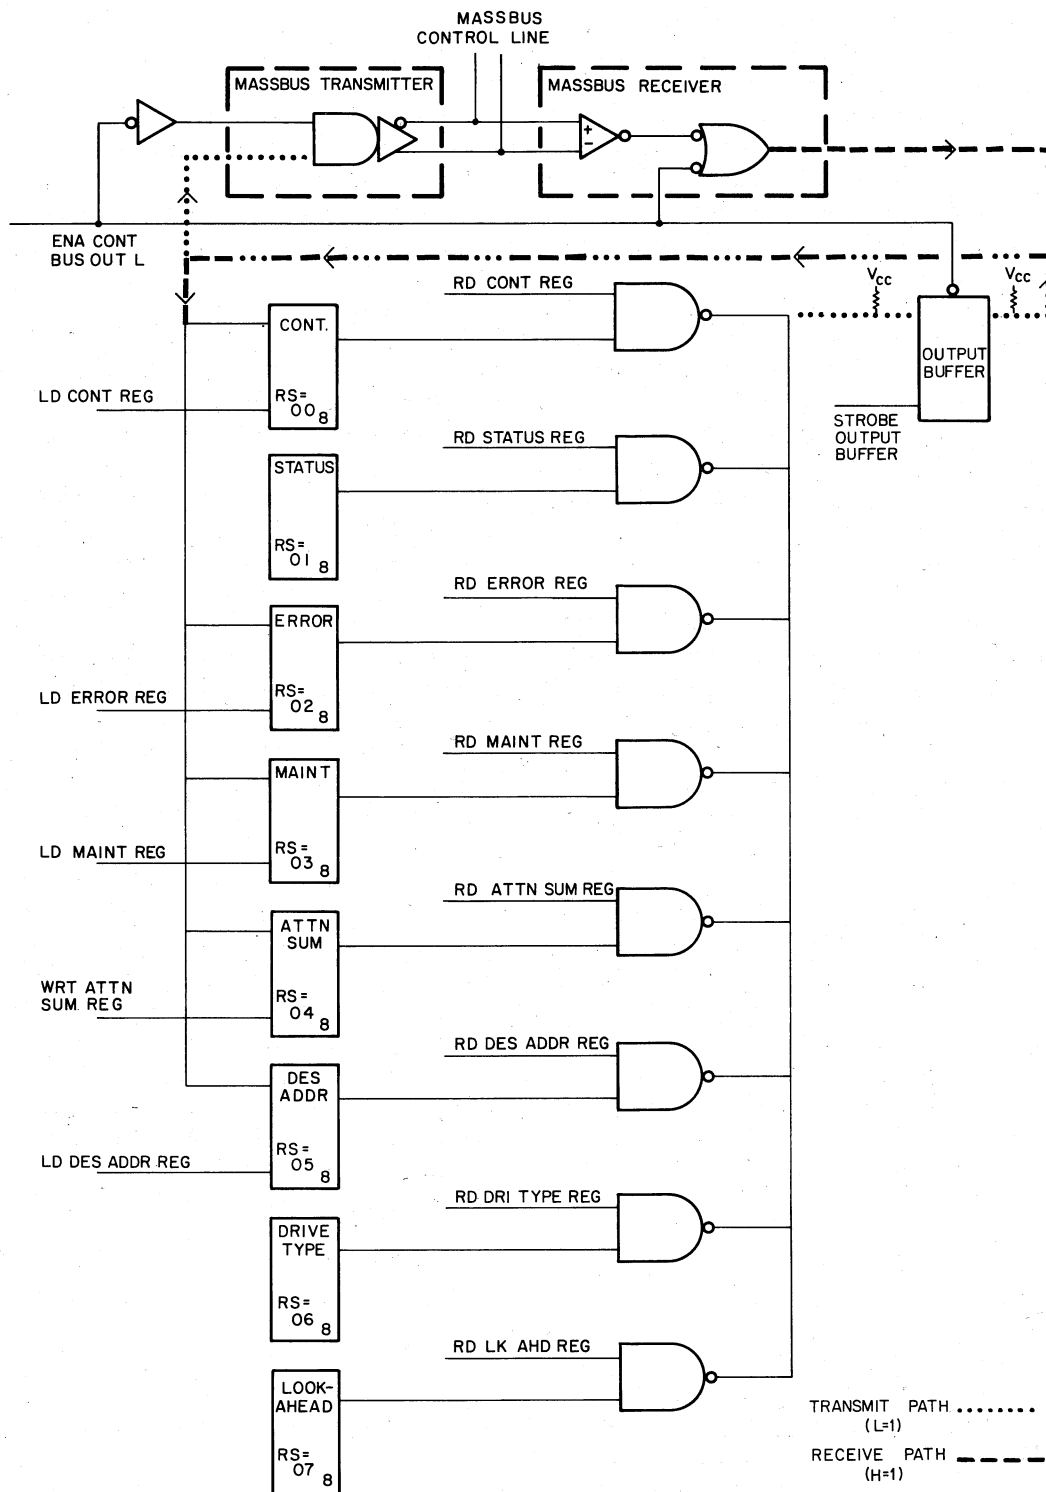 MASSBUS
CONTROL LINE
MASSBUS TRANSMITTER
MASSBUS RECEIVER
+
-
ENA CONT
BUS OUT L
RD CONT REG
VCC
VCC
CONT.
RS=
00 8
LD CONT REG
OUTPUT
BUFFER
STROBE
OUTPUT
BUFFER
RD STATUS REG
STATUS
RS=
01 8
RD ERROR REG
ERROR
RS=
02 8
LD ERROR REG
RD MAINT REG
MAINT
RS=
03 8
LD MAINT REG
RD ATTN SUM REG
ATTN
SUM
RS=
04 8
WRT ATTN
SUM REG
RD DES ADDR REG
DES
ADDR
RS=
05 8
LD DES ADDR REG
RD DRI TYPE REG
DRIVE
TYPE
RS=
06 8
RD LK AHD REG
LOOK-
AHEAD
RS=
07 8
TRANSMIT PATH
(L=1)
RECEIVE PATH
(H=1)